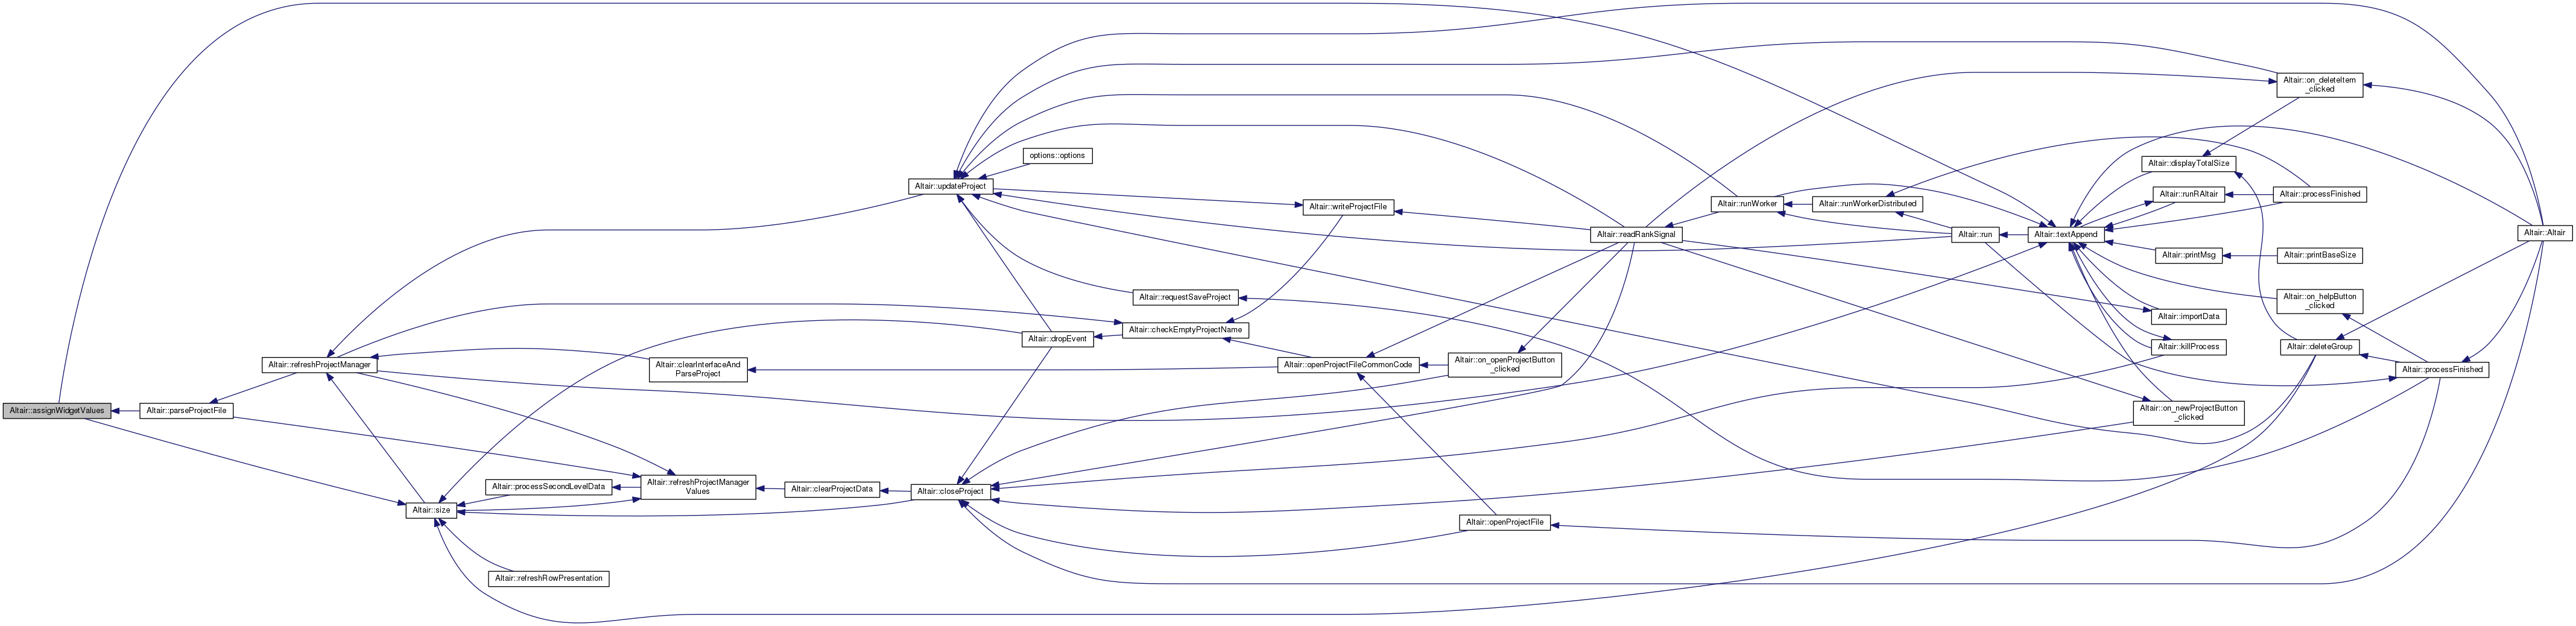 Altair::on_deleteItem
_clicked
options::options
Altair::displayTotalSize
Altair::updateProject
Altair::runRAltair
Altair::processFinished
Altair::writeProjectFile
Altair::runWorker
Altair::runWorkerDistributed
Altair::readRankSignal
Altair::run
Altair::textAppend
Altair::Altair
Altair::printMsg
Altair::printBaseSize
Altair::requestSaveProject
Altair::on_helpButton
_clicked
Altair::importData
Altair::checkEmptyProjectName
Altair::dropEvent
Altair::killProcess
Altair::deleteGroup
Altair::refreshProjectManager
Altair::clearInterfaceAnd
ParseProject
Altair::openProjectFileCommonCode
Altair::on_openProjectButton
_clicked
Altair::processFinished
Altair::assignWidgetValues
Altair::parseProjectFile
Altair::on_newProjectButton
_clicked
Altair::processSecondLevelData
Altair::refreshProjectManager
Values
Altair::clearProjectData
Altair::closeProject
Altair::size
Altair::openProjectFile
Altair::refreshRowPresentation